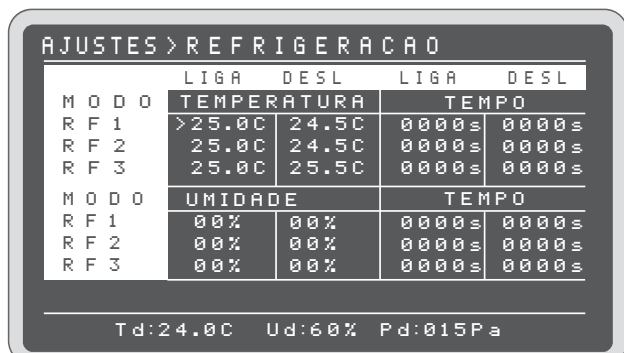 AJUSTES>REFRIGERACAO
LIGA DESL LIGA DESL
MODO TEMPERATURA TEMPO
RF1 >25.0C 24.5C 0000s 0000s
RF2 25.0C 24.5C 0000s 0000s
RF3 25.0C 25.5C 0000s 0000s
MODO UMIDADE TEMPO
RF1 00% 00% 0000s 0000s
RF2 00% 00% 0000s 0000s
RF3 00% 00% 0000s 0000s
Td:24.0C Ud:60% Pd:015Pa